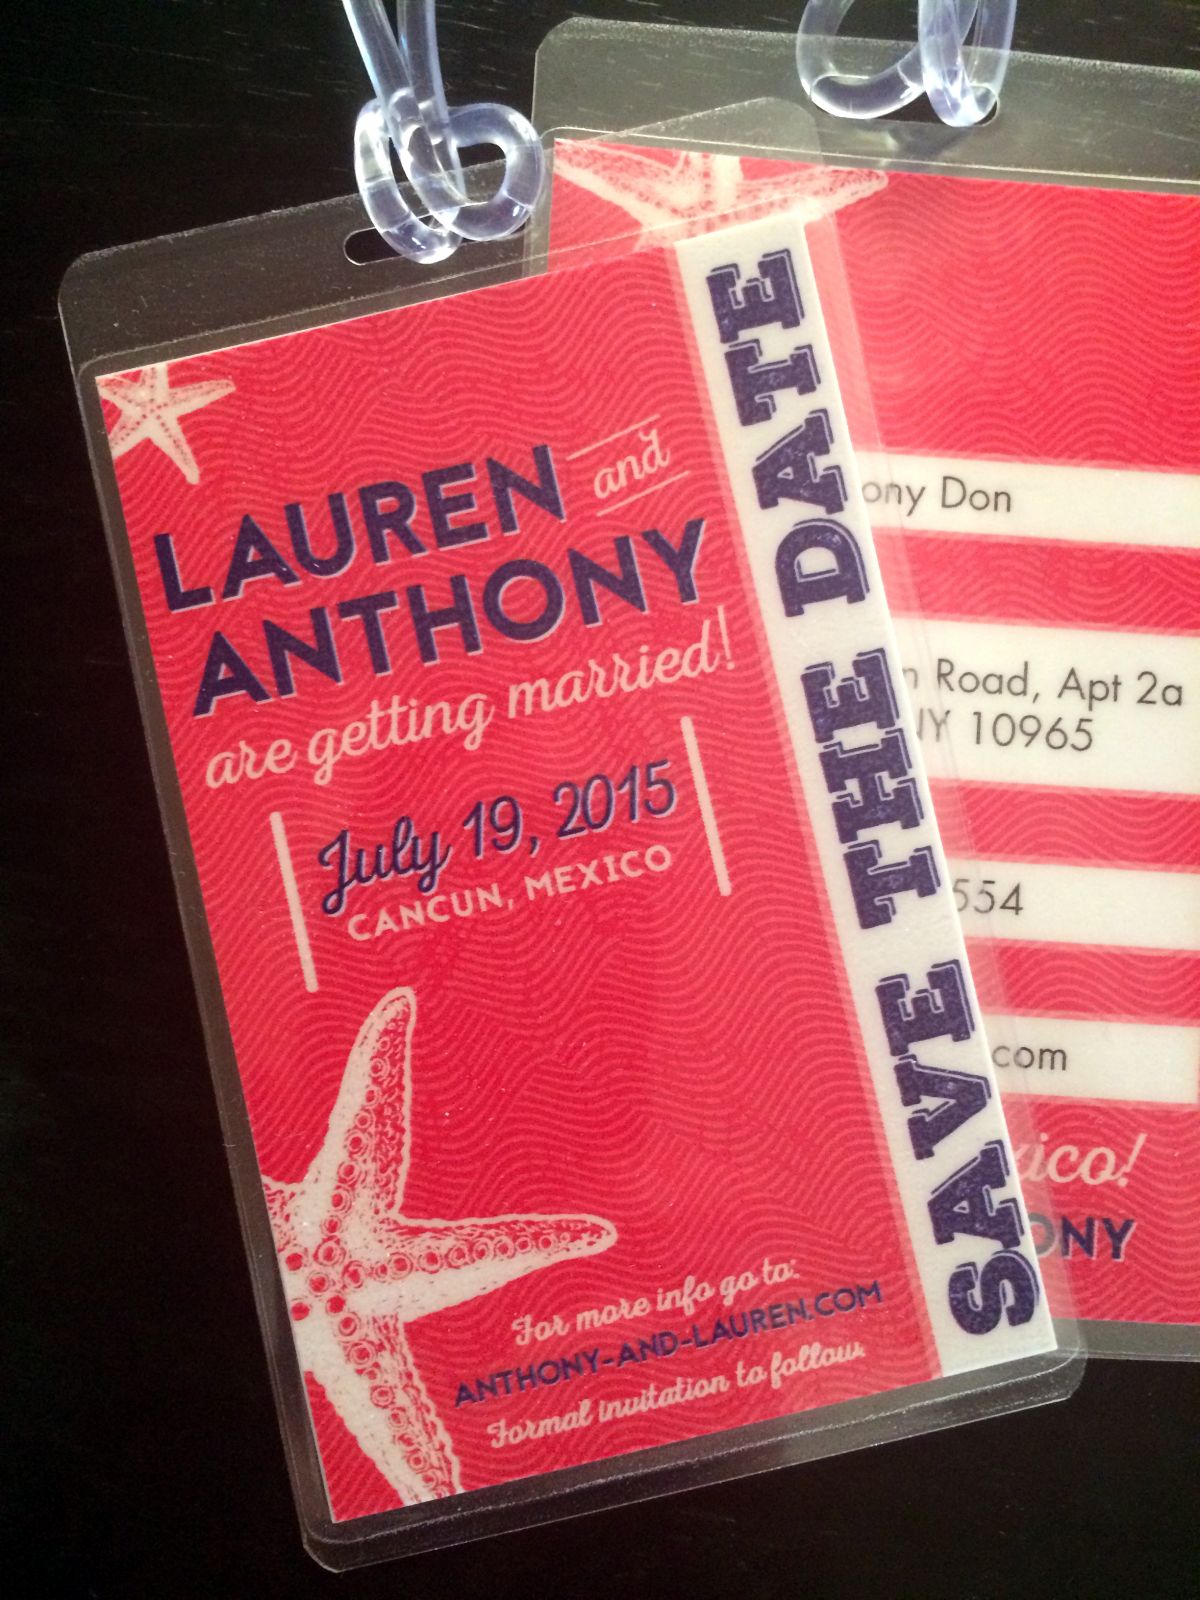 LAUREN and
ANTHONY
are getting married!
July 19, 2015
CANCUN, MEXICO
For more info go to:
ANTHONY-AND-LAUREN.COM
Formal invitation to follow.
SAVE THE DATE
ony Don
n Road, Apt 2a
NY 10965
554
.com
xico!
ONY